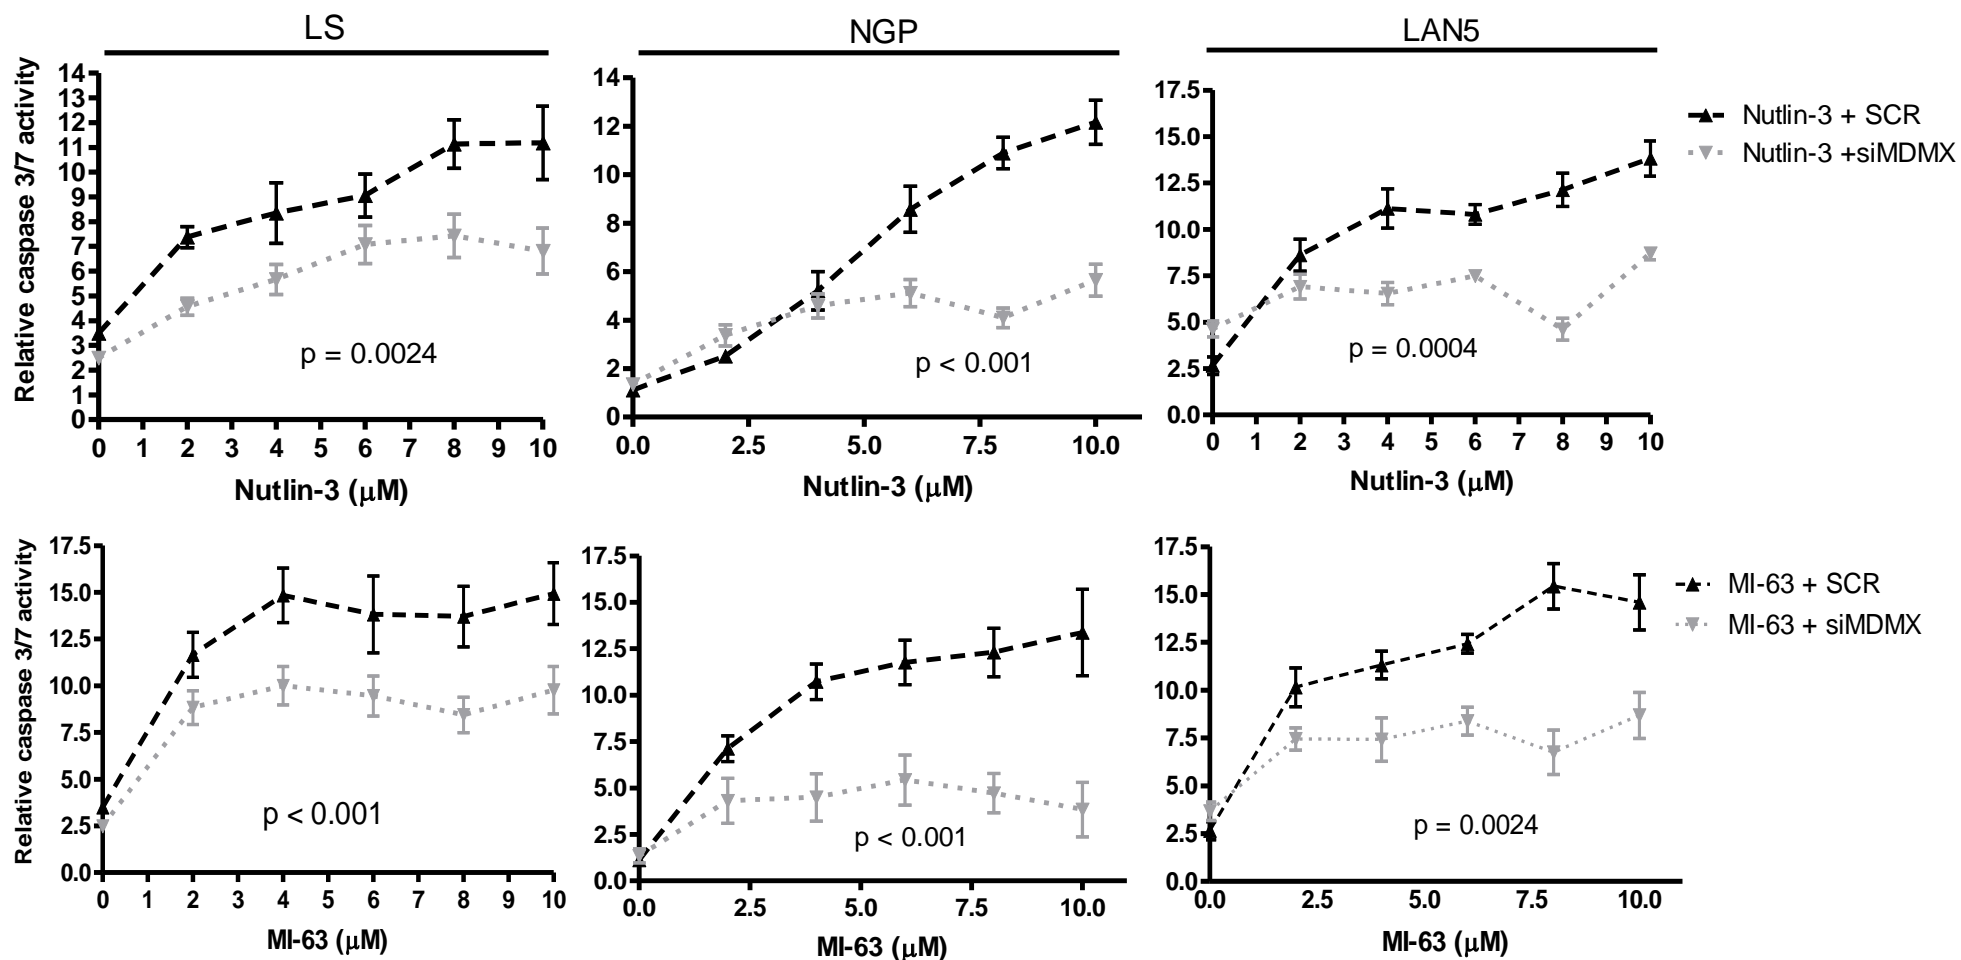 LS
NGP
LAN5
Relative caspase 3/7 activity
14
13
12
11
10
9
8
7
6
5
4
3
2
1
0
0 1 2 3 4 5 6 7 8 9 10
Nutlin-3 (μM)
p = 0.0024
14
12
10
8
6
4
2
0
0.0 2.5 5.0 7.5 10.0
Nutlin-3 (μM)
p < 0.001
17.5
15.0
12.5
10.0
7.5
5.0
2.5
0.0
0 1 2 3 4 5 6 7 8 9 10
Nutlin-3 (μM)
p = 0.0004
Nutlin-3 + SCR
Nutlin-3 +siMDMX
Relative caspase 3/7 activity
17.5
15.0
12.5
10.0
7.5
5.0
2.5
0.0
0 1 2 3 4 5 6 7 8 9 10
MI-63 (μM)
p < 0.001
17.5
15.0
12.5
10.0
7.5
5.0
2.5
0.0
0.0 2.5 5.0 7.5 10.0
MI-63 (μM)
p < 0.001
17.5
15.0
12.5
10.0
7.5
5.0
2.5
0.0
0.0 2.5 5.0 7.5 10.0
MI-63 (μM)
p = 0.0024
MI-63 + SCR
MI-63 + siMDMX